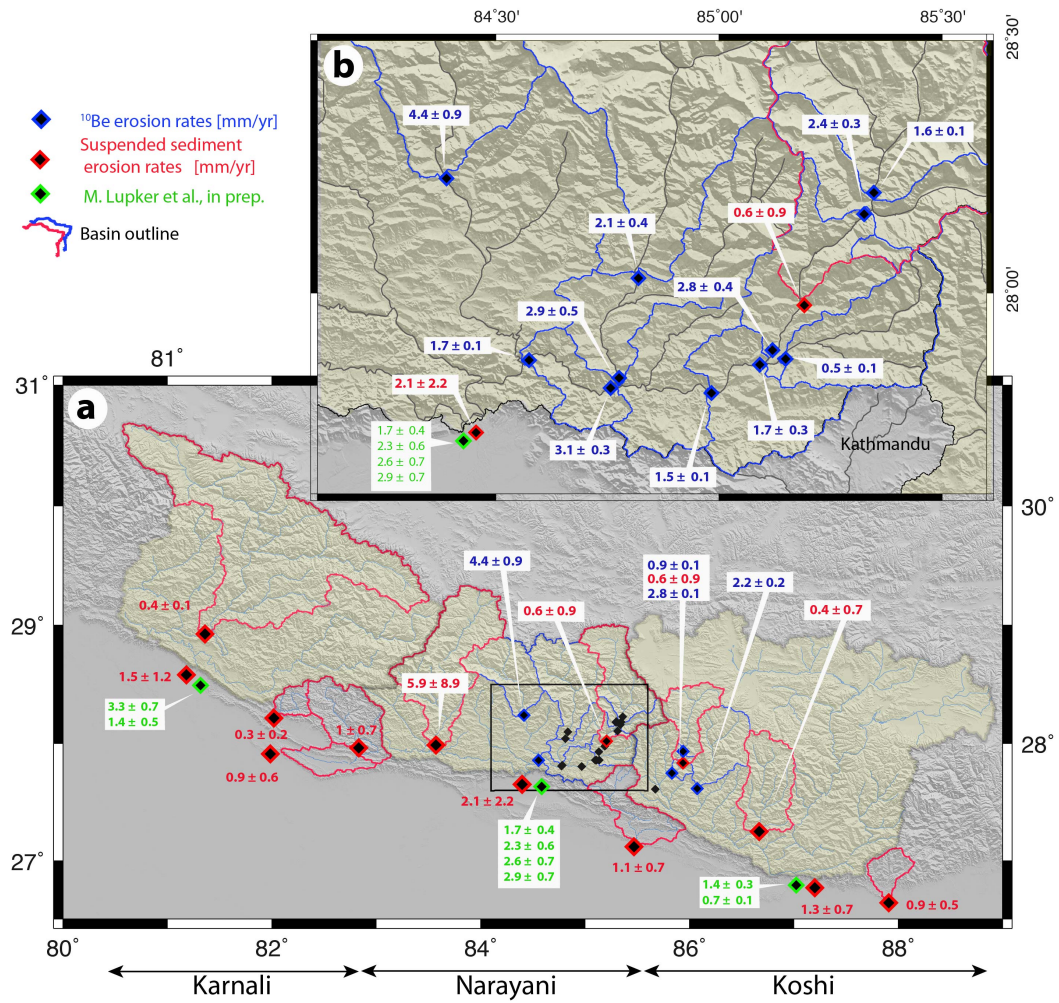 84°30'
85°00'
85°30'
28°30'
b
¹⁰Be erosion rates [mm/yr]
Suspended sediment
erosion rates [mm/yr]
M. Lupker et al., in prep.
Basin outline
4.4 ± 0.9
2.4 ± 0.3
1.6 ± 0.1
2.1 ± 0.4
0.6 ± 0.9
2.8 ± 0.4
28°00'
2.9 ± 0.5
1.7 ± 0.1
0.5 ± 0.1
2.1 ± 2.2
1.7 ± 0.4
2.3 ± 0.6
2.6 ± 0.7
2.9 ± 0.7
3.1 ± 0.3
1.7 ± 0.3
1.5 ± 0.1
Kathmandu
81°
31°
a
30°
30°
4.4 ± 0.9
0.9 ± 0.1
0.6 ± 0.9
2.8 ± 0.1
2.2 ± 0.2
0.6 ± 0.9
0.4 ± 0.7
0.4 ± 0.1
29°
29°
1.5 ± 1.2
3.3 ± 0.7
1.4 ± 0.5
5.9 ± 8.9
0.3 ± 0.2
1 ± 0.7
0.9 ± 0.6
28°
28°
2.1 ± 2.2
1.7 ± 0.4
2.3 ± 0.6
2.6 ± 0.7
2.9 ± 0.7
1.1 ± 0.7
27°
27°
1.4 ± 0.3
0.7 ± 0.1
1.3 ± 0.7
0.9 ± 0.5
80°
82°
84°
86°
88°
Karnali
Narayani
Koshi